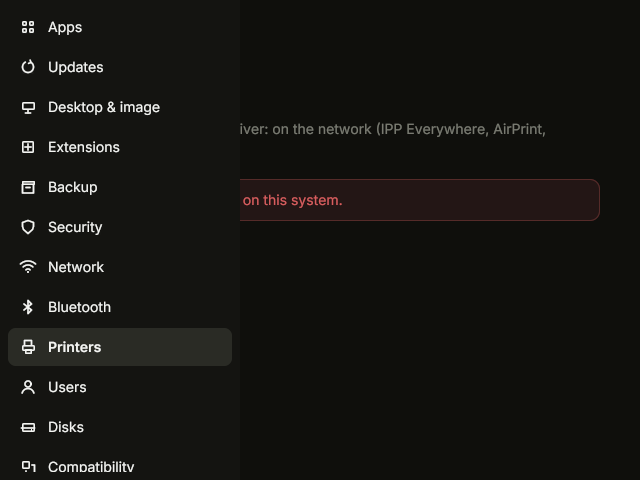 Apps
Updates
Desktop & image
Extensions
Backup
Security
Network
Bluetooth
Printers
Users
Disks
Compatibility
iver: on the network (IPP Everywhere, AirPrint,
on this system.